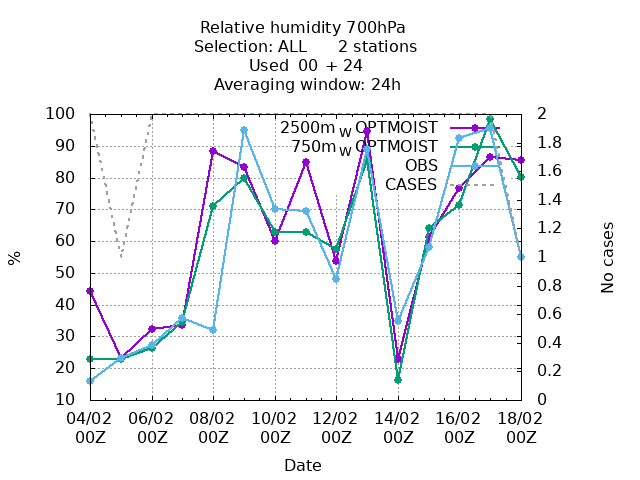 Relative humidity 700hPa
Selection: ALL 2 stations
Used 00 + 24
Averaging window: 24h
2500m W OPTMOIST
750m W OPTMOIST
OBS
CASES
%
100
90
80
70
60
50
40
30
20
10
2
1.8
1.6
1.4
1.2
1
0.8
0.6
0.4
0.2
0
No cases
04/02 06/02 08/02 10/02 12/02 14/02 16/02 18/02
00Z 00Z 00Z 00Z 00Z 00Z 00Z 00Z
Date